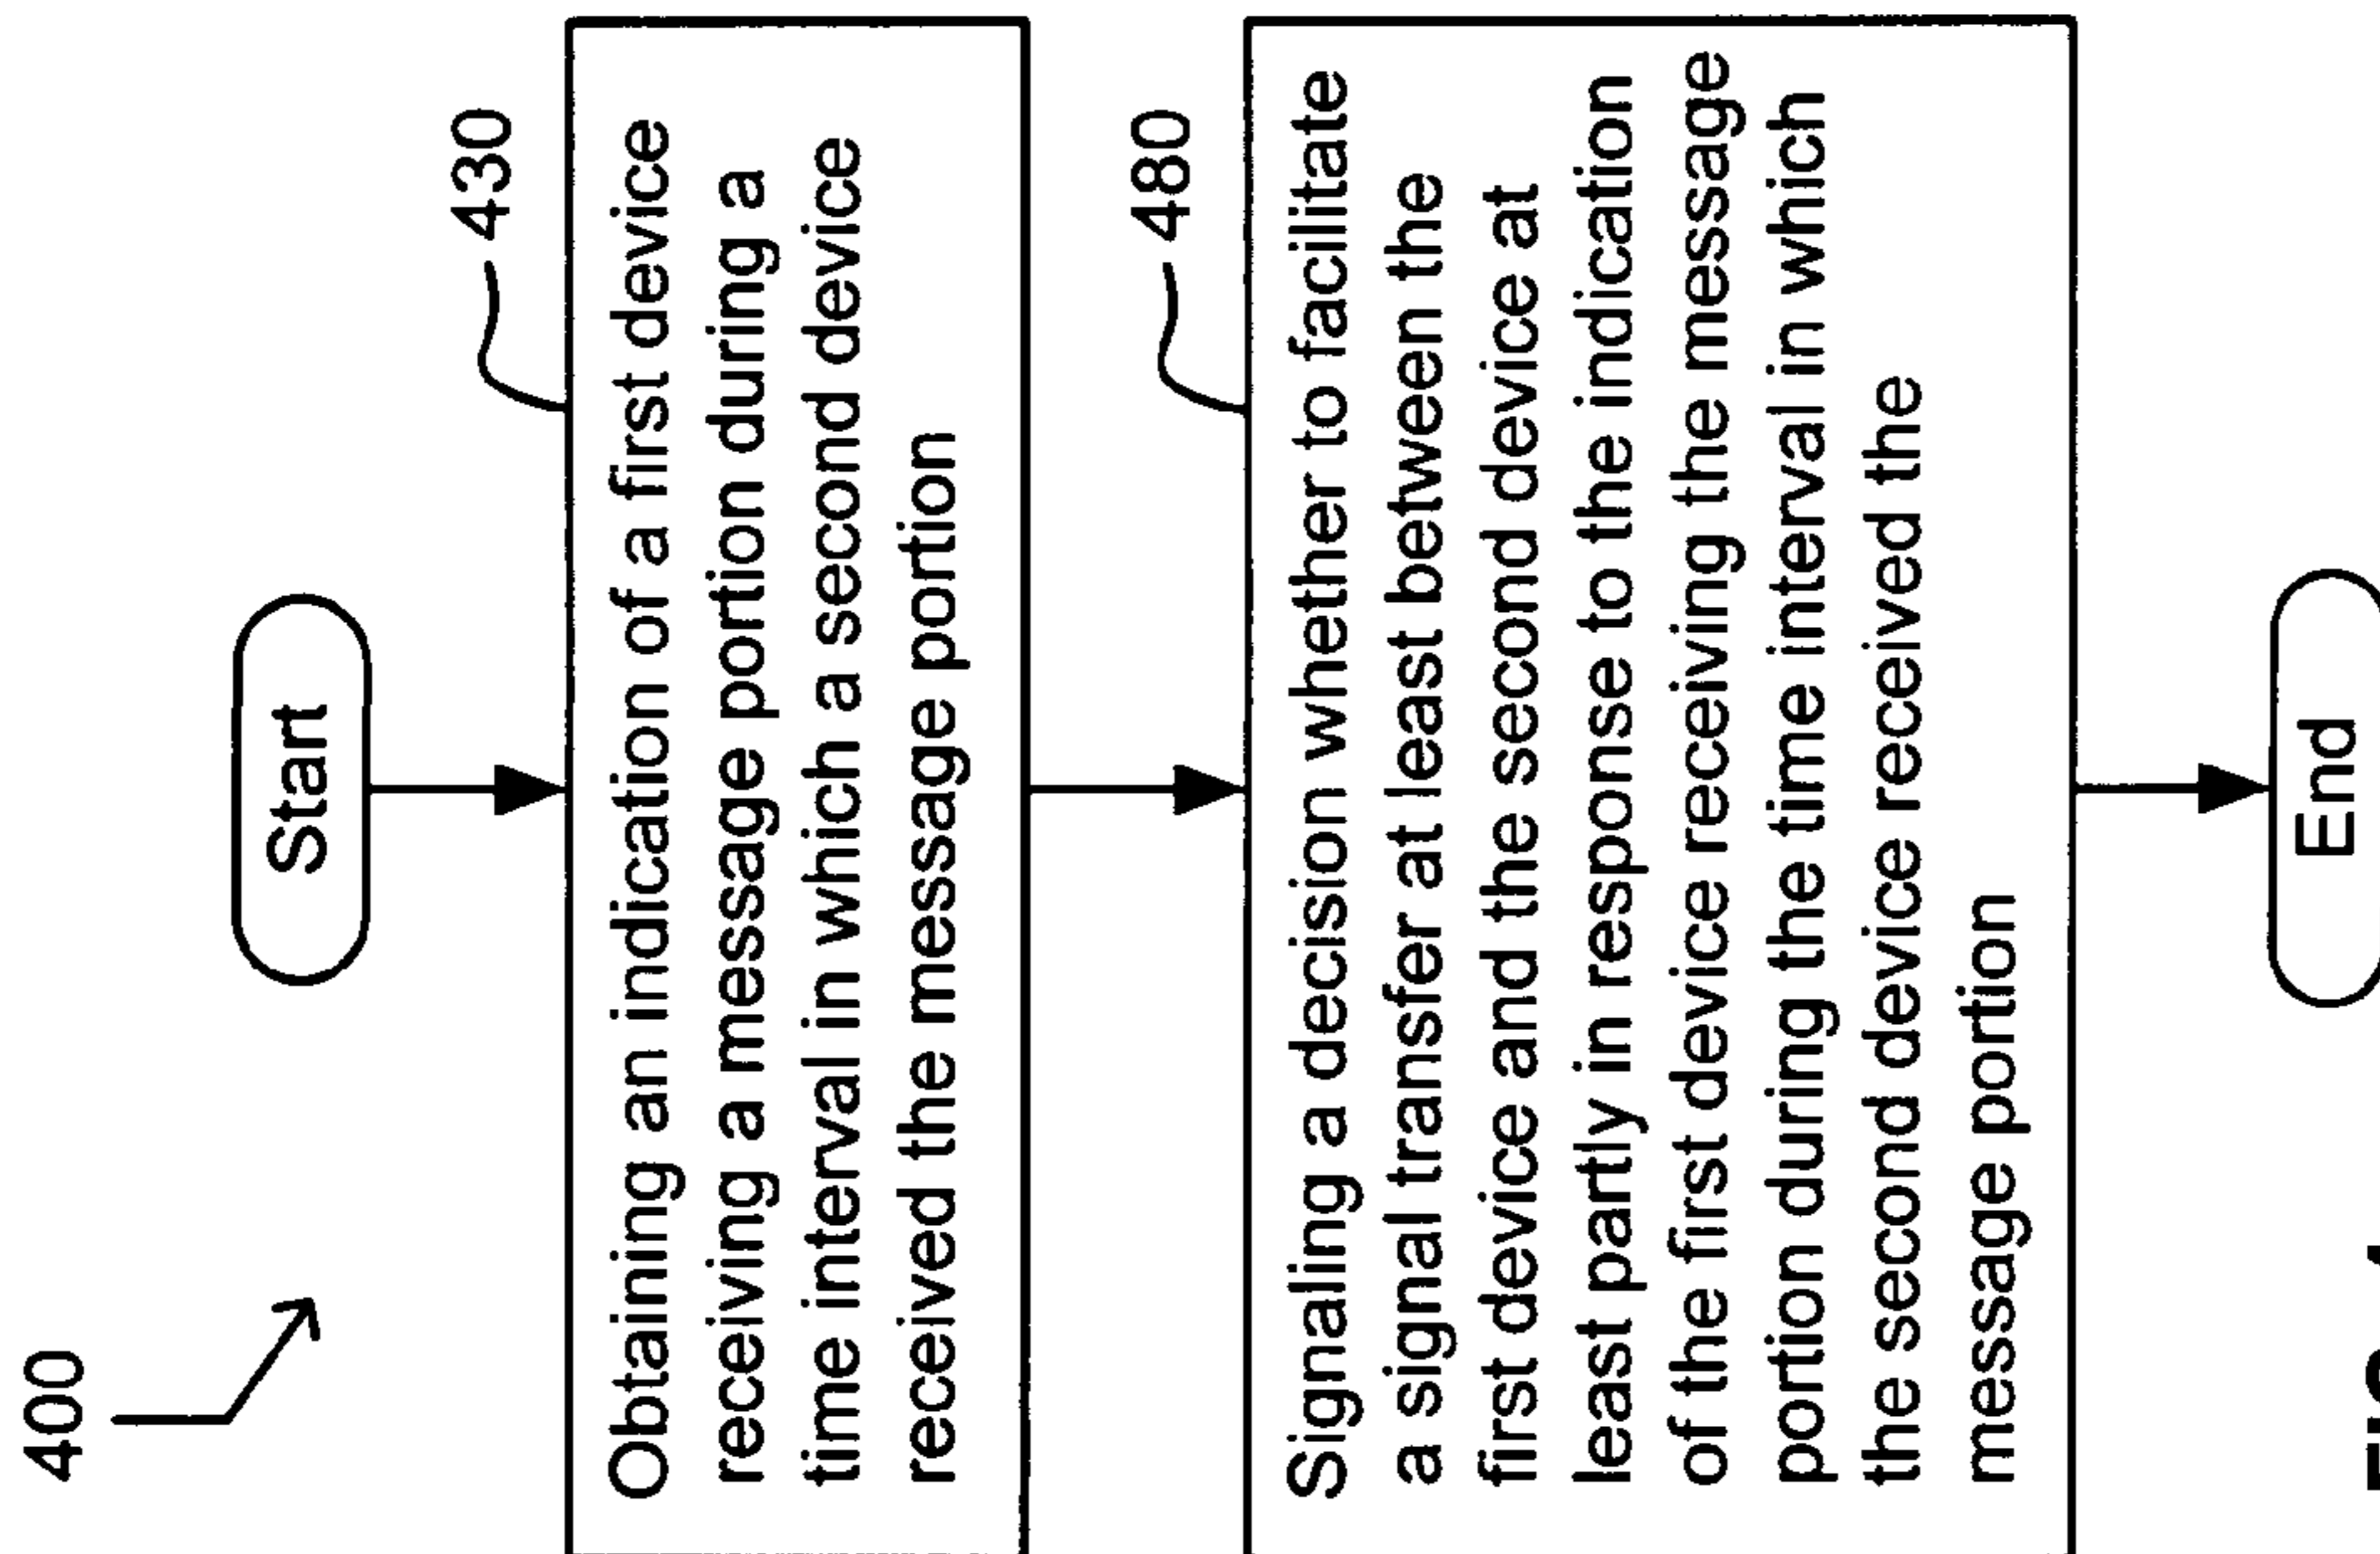 400
Start
430
Obtaining an indication of a first device
receiving a message portion during a
time interval in which a second device
received the message portion
480
Signaling a decision whether to facilitate
a signal transfer at least between the
first device and the second device at
least partly in response to the indication
of the first device receiving the message
portion during the time interval in which
the second device received the
message portion
End